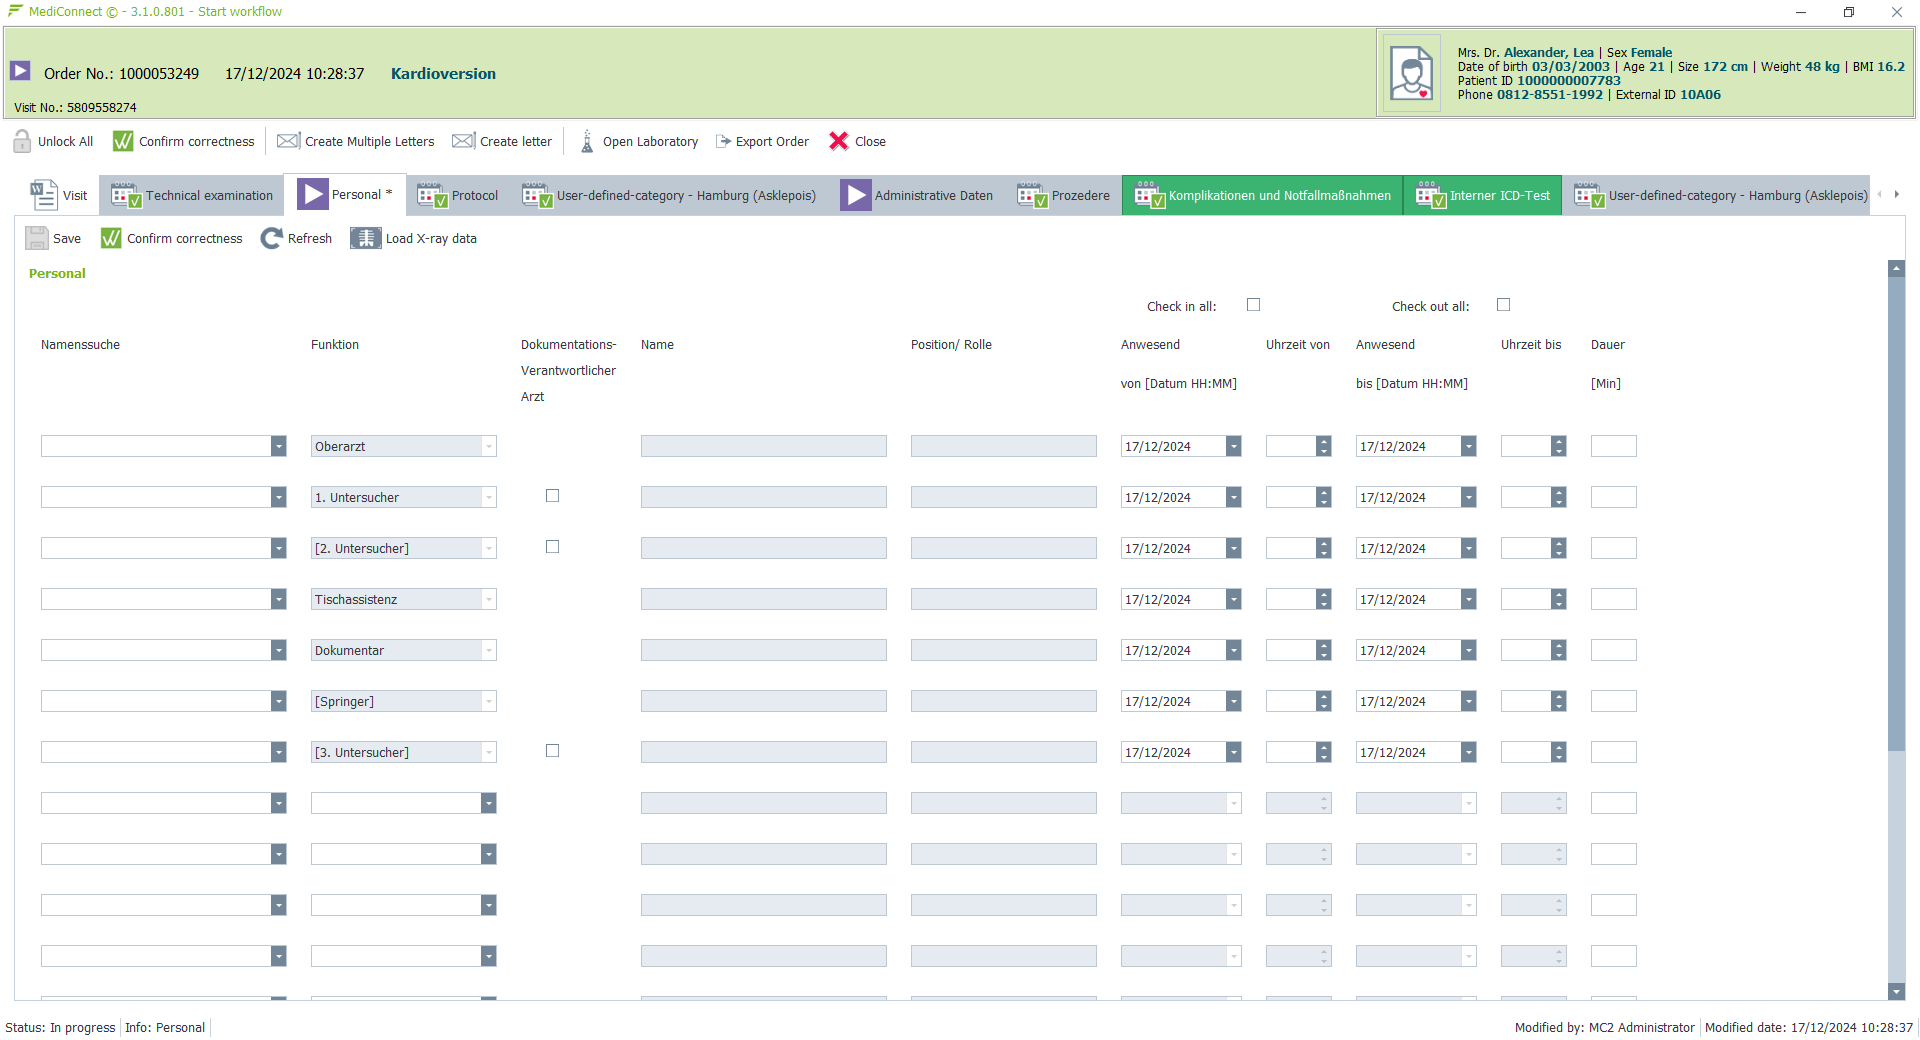 MediConnect © - 3.1.0.801 - Start workflow
Order No.: 1000053249 17/12/2024 10:28:37 Kardioversion
Visit No.: 5809558274
Mrs. Dr. Alexander, Lea | Sex Female
Date of birth 03/03/2003 | Age 21 | Size 172 cm | Weight 48 kg | BMI 16.2
Patient ID 1000000007783
Phone 0812-8551-1992 | External ID 10A06
Unlock All Confirm correctness Create Multiple Letters Create letter Open Laboratory Export Order Close
Visit Technical examination Personal * Protocol User-defined-category - Hamburg (Asklepois) Administrative Daten Prozedere Komplikationen und Notfallmaßnahmen Interner ICD-Test User-defined-category - Hamburg (Asklepois)
Save Confirm correctness Refresh Load X-ray data
Personal
Check in all: Check out all:
Namenssuche Funktion Dokumentations- Name Position/ Rolle Anwesend Uhrzeit von Anwesend Uhrzeit bis Dauer
Verantwortlicher
von [Datum HH:MM] bis [Datum HH:MM] [Min]
Arzt
Oberarzt 17/12/2024 17/12/2024
1. Untersucher 17/12/2024 17/12/2024
[2. Untersucher] 17/12/2024 17/12/2024
Tischassistenz 17/12/2024 17/12/2024
Dokumentar 17/12/2024 17/12/2024
[Springer] 17/12/2024 17/12/2024
[3. Untersucher] 17/12/2024 17/12/2024
Status: In progress Info: Personal Modified by: MC2 Administrator Modified date: 17/12/2024 10:28:37